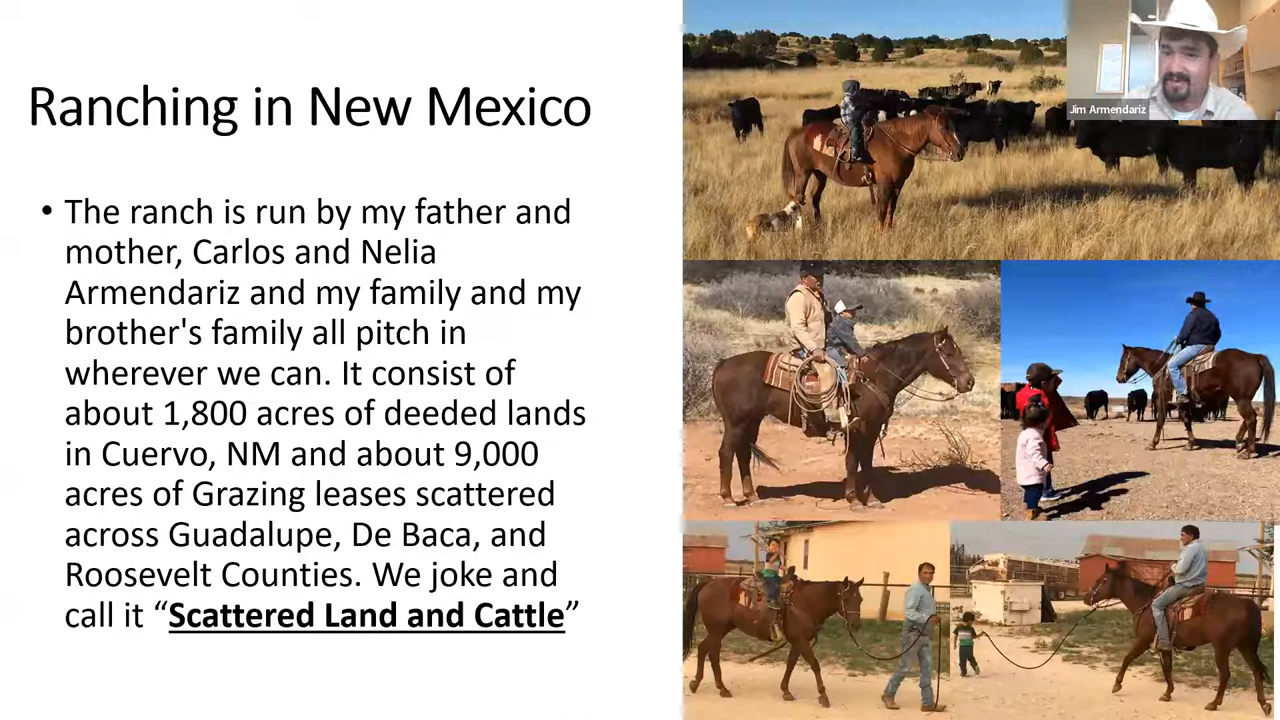 Ranching in New Mexico
• The ranch is run by my father and
mother, Carlos and Nelia
Armendariz and my family and my
brother's family all pitch in
wherever we can. It consist of
about 1,800 acres of deeded lands
in Cuervo, NM and about 9,000
acres of Grazing leases scattered
across Guadalupe, De Baca, and
Roosevelt Counties. We joke and
call it “Scattered Land and Cattle”
Jim Armendariz